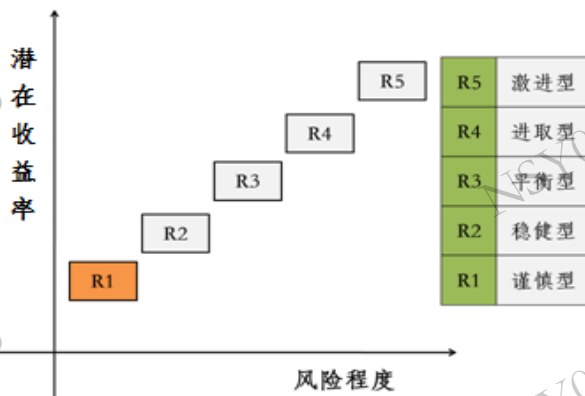 潜在收益率
R5
R4
R3
R2
R1
风险程度
R5 激进型
R4 进取型
R3 平衡型
R2 稳健型
R1 谨慎型